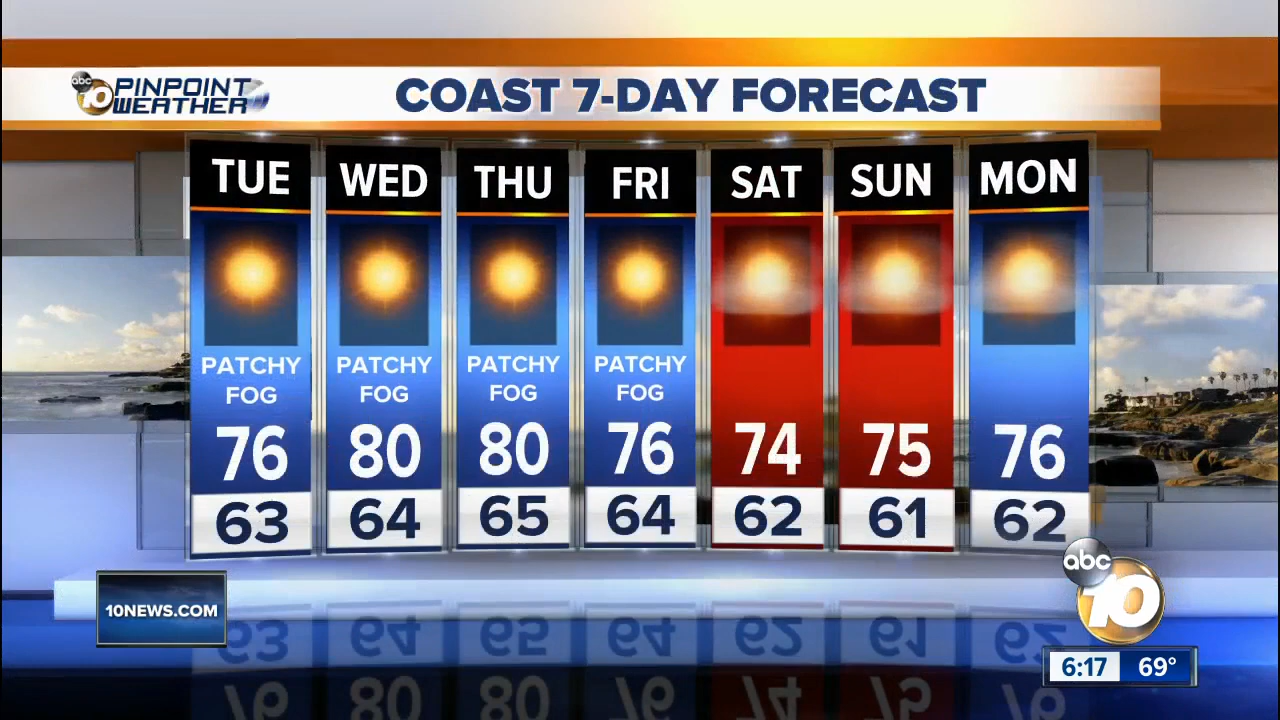 abc 10 PINPOINT WEATHER
COAST 7-DAY FORECAST
TUE WED THU FRI SAT SUN MON
PATCHY FOG PATCHY FOG PATCHY FOG PATCHY FOG
76 80 80 76 74 75 76
63 64 65 64 62 61 62
10NEWS.COM
abc 10
6:17 69°